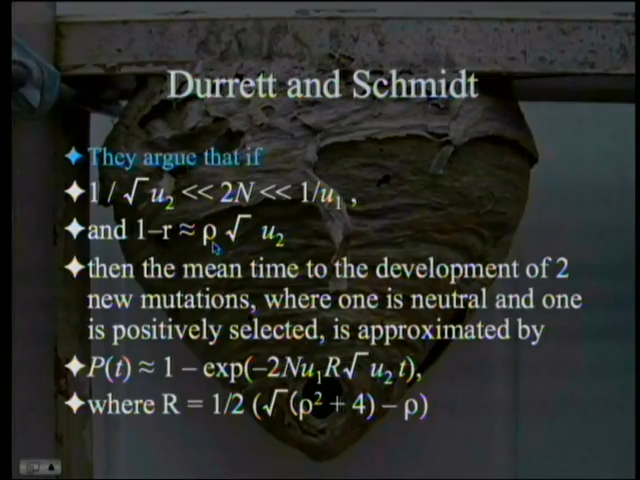 Durrett and Schmidt
They argue that if
1 / √ u₂ << 2N << 1/u₁ ,
and 1–r ≈ ρ √ u₂
then the mean time to the development of 2
new mutations, where one is neutral and one
is positively selected, is approximated by
P(t) ≈ 1 – exp(–2Nu₁R√ u₂ t),
where R = 1/2 (√ (ρ² + 4) – ρ)